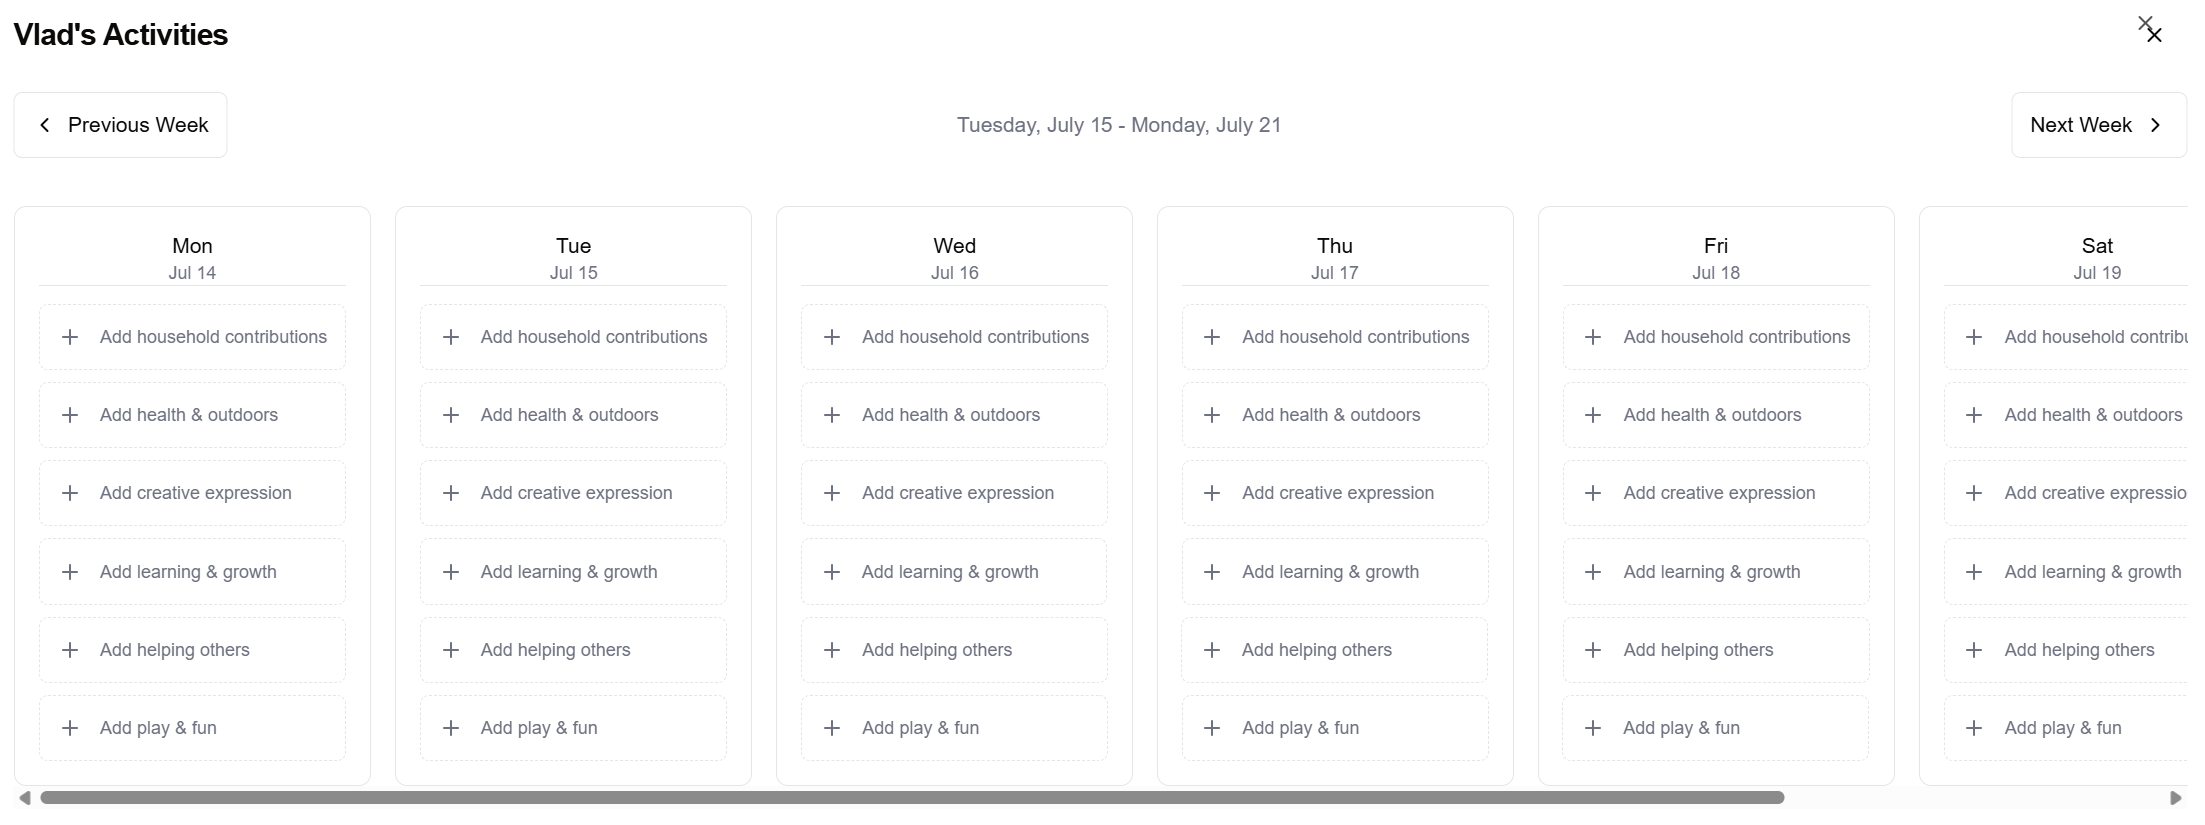 Vlad's Activities
Previous Week
Tuesday, July 15 - Monday, July 21
Next Week
Mon
Jul 14
Add household contributions
Add health & outdoors
Add creative expression
Add learning & growth
Add helping others
Add play & fun
Tue
Jul 15
Add household contributions
Add health & outdoors
Add creative expression
Add learning & growth
Add helping others
Add play & fun
Wed
Jul 16
Add household contributions
Add health & outdoors
Add creative expression
Add learning & growth
Add helping others
Add play & fun
Thu
Jul 17
Add household contributions
Add health & outdoors
Add creative expression
Add learning & growth
Add helping others
Add play & fun
Fri
Jul 18
Add household contributions
Add health & outdoors
Add creative expression
Add learning & growth
Add helping others
Add play & fun
Sat
Jul 19
Add household contribu
Add health & outdoors
Add creative expressio
Add learning & growth
Add helping others
Add play & fun